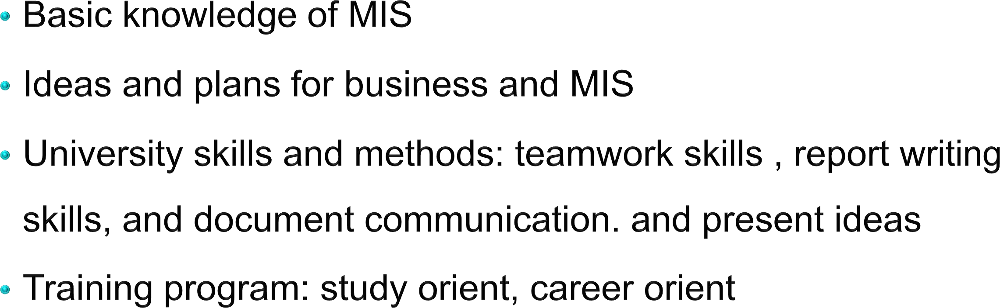 • Basic knowledge of MIS
• Ideas and plans for business and MIS
• University skills and methods: teamwork skills , report writing
skills, and document communication. and present ideas
• Training program: study orient, career orient